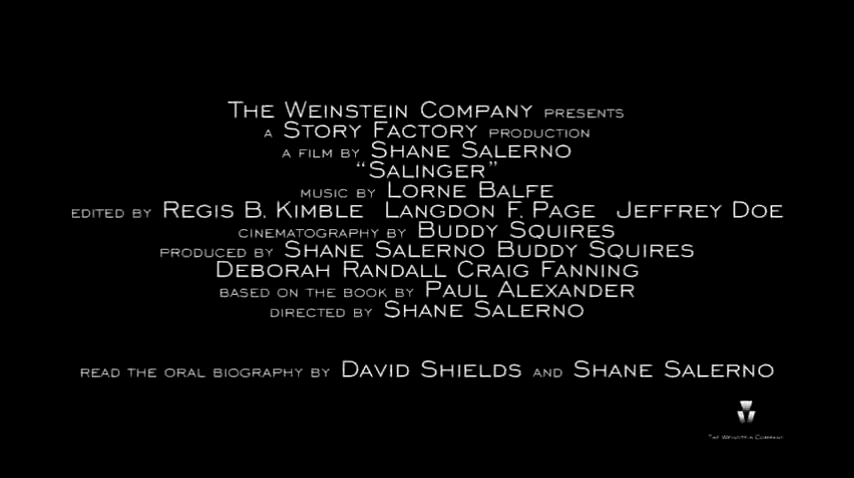 The Weinstein Company presents
a Story Factory production
a film by Shane Salerno
“Salinger”
music by Lorne Balfe
edited by Regis B. Kimble Langdon F. Page Jeffrey Doe
cinematography by Buddy Squires
produced by Shane Salerno Buddy Squires
Deborah Randall Craig Fanning
based on the book by Paul Alexander
directed by Shane Salerno
read the oral biography by David Shields and Shane Salerno
The Weinstein Company